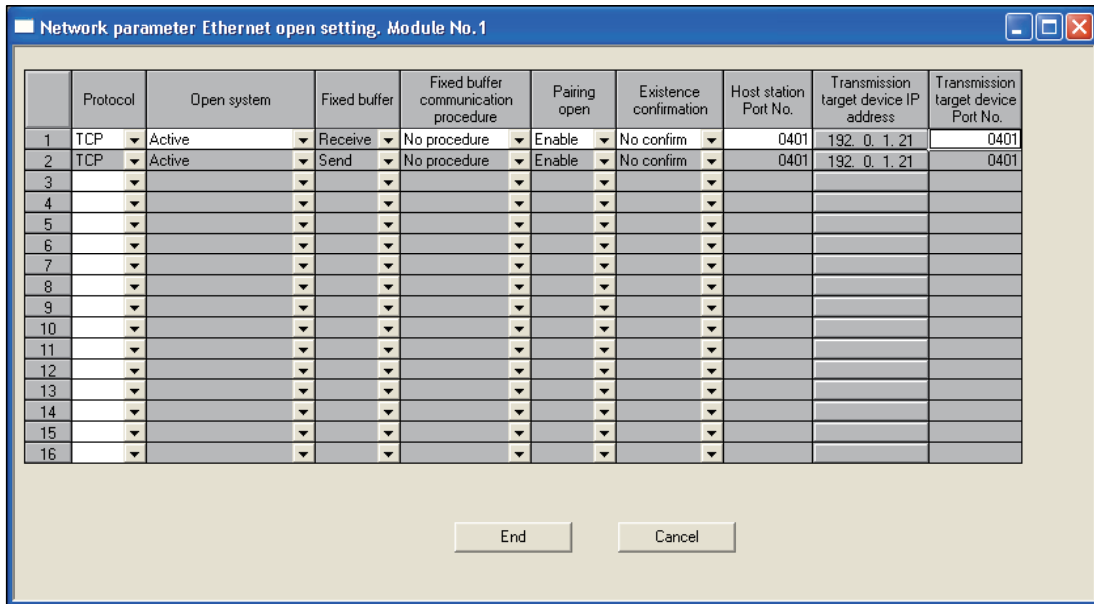 Network parameter Ethernet open setting. Module No.1
Protocol Open system Fixed buffer Fixed buffer communication procedure Pairing open Existence confirmation Host station Port No. Transmission target device IP address Transmission target device Port No.
1 TCP Active Receive No procedure Enable No confirm 0401 192. 0. 1. 21 0401
2 TCP Active Send No procedure Enable No confirm 0401 192. 0. 1. 21 0401
3
4
5
6
7
8
9
10
11
12
13
14
15
16
End Cancel